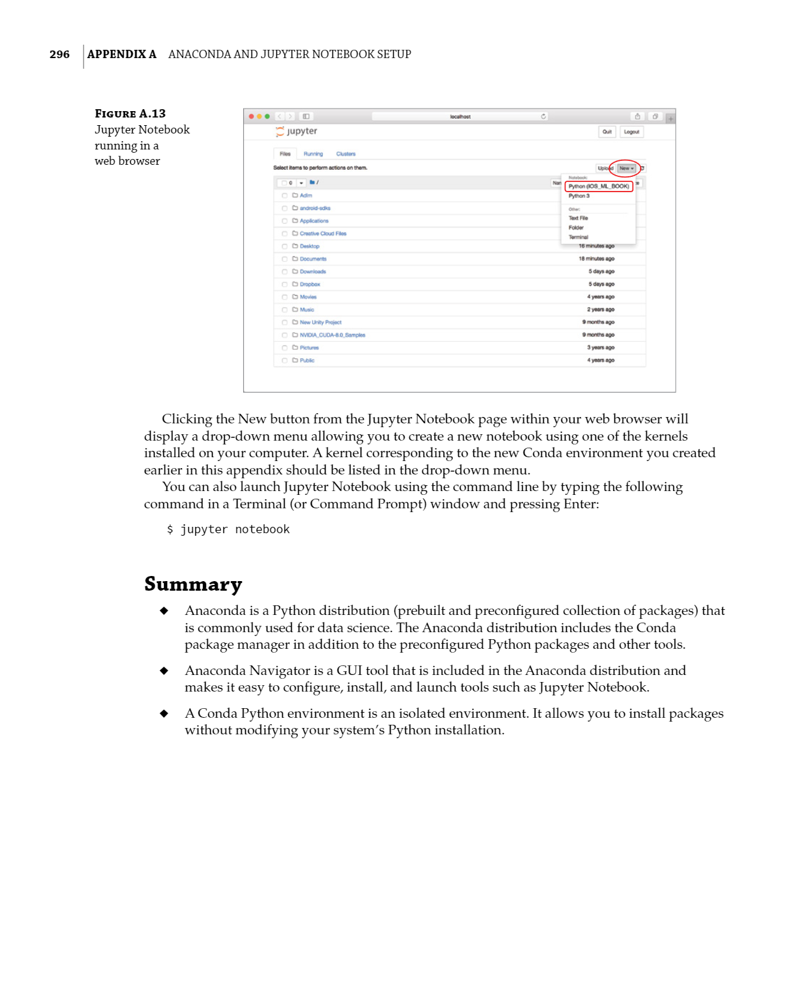 296 APPENDIX A ANACONDA AND JUPYTER NOTEBOOK SETUP
FIGURE A.13
Jupyter Notebook
running in a
web browser
localhost
jupyter
Quit Logout
Files Running Clusters
Select items to perform actions on them.
Upload New
0 /
Nam
Notebook:
Python (IOS_ML_BOOK)
Python 3
Other:
Text File
Folder
Terminal
Adim
android-sdks
Applications
Creative Cloud Files
Desktop 16 minutes ago
Documents 18 minutes ago
Downloads 5 days ago
Dropbox 5 days ago
Movies 4 years ago
Music 2 years ago
New Unity Project 9 months ago
NVIDIA_CUDA-8.0_Samples 9 months ago
Pictures 3 years ago
Public 4 years ago
Clicking the New button from the Jupyter Notebook page within your web browser will
display a drop-down menu allowing you to create a new notebook using one of the kernels
installed on your computer. A kernel corresponding to the new Conda environment you created
earlier in this appendix should be listed in the drop-down menu.
You can also launch Jupyter Notebook using the command line by typing the following
command in a Terminal (or Command Prompt) window and pressing Enter:
$ jupyter notebook
Summary
◆ Anaconda is a Python distribution (prebuilt and preconfigured collection of packages) that
is commonly used for data science. The Anaconda distribution includes the Conda
package manager in addition to the preconfigured Python packages and other tools.
◆ Anaconda Navigator is a GUI tool that is included in the Anaconda distribution and
makes it easy to configure, install, and launch tools such as Jupyter Notebook.
◆ A Conda Python environment is an isolated environment. It allows you to install packages
without modifying your system's Python installation.